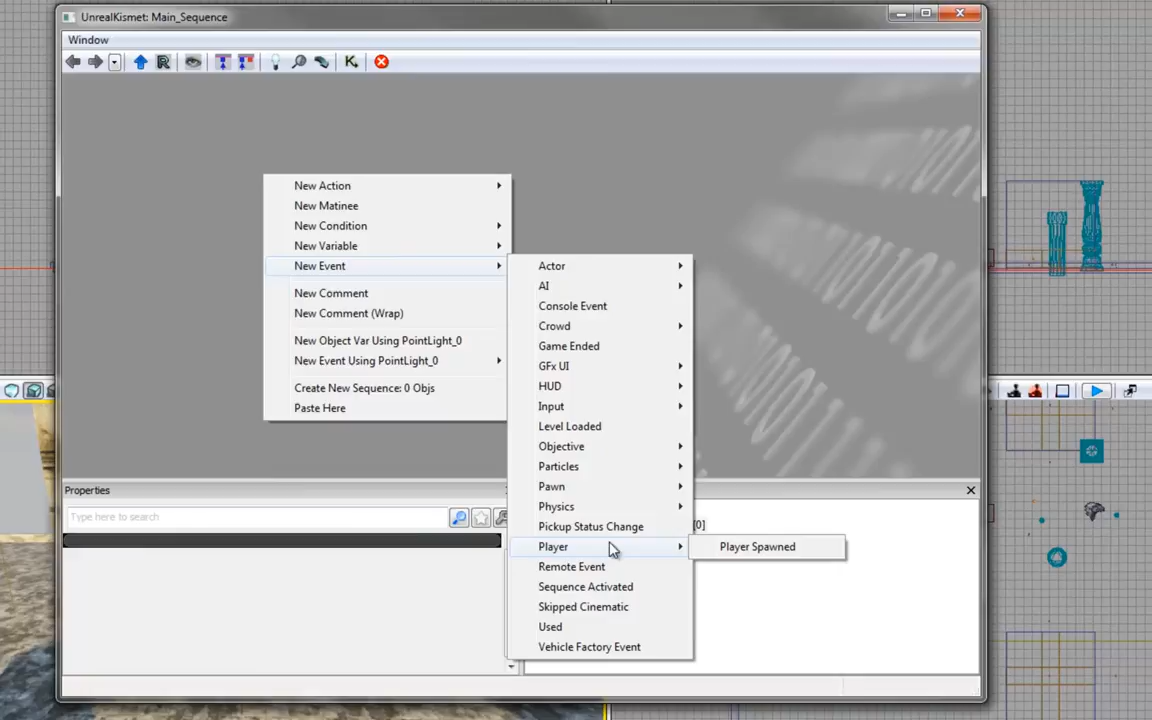 UnrealKismet: Main_Sequence
Window
New Action
New Matinee
New Condition
New Variable
New Event
New Comment
New Comment (Wrap)
New Object Var Using PointLight_0
New Event Using PointLight_0
Create New Sequence: 0 Objs
Paste Here
Actor
AI
Console Event
Crowd
Game Ended
GFx UI
HUD
Input
Level Loaded
Objective
Particles
Pawn
Physics
Pickup Status Change
Player
Remote Event
Sequence Activated
Skipped Cinematic
Used
Vehicle Factory Event
Player Spawned
Properties
Type here to search
[0]